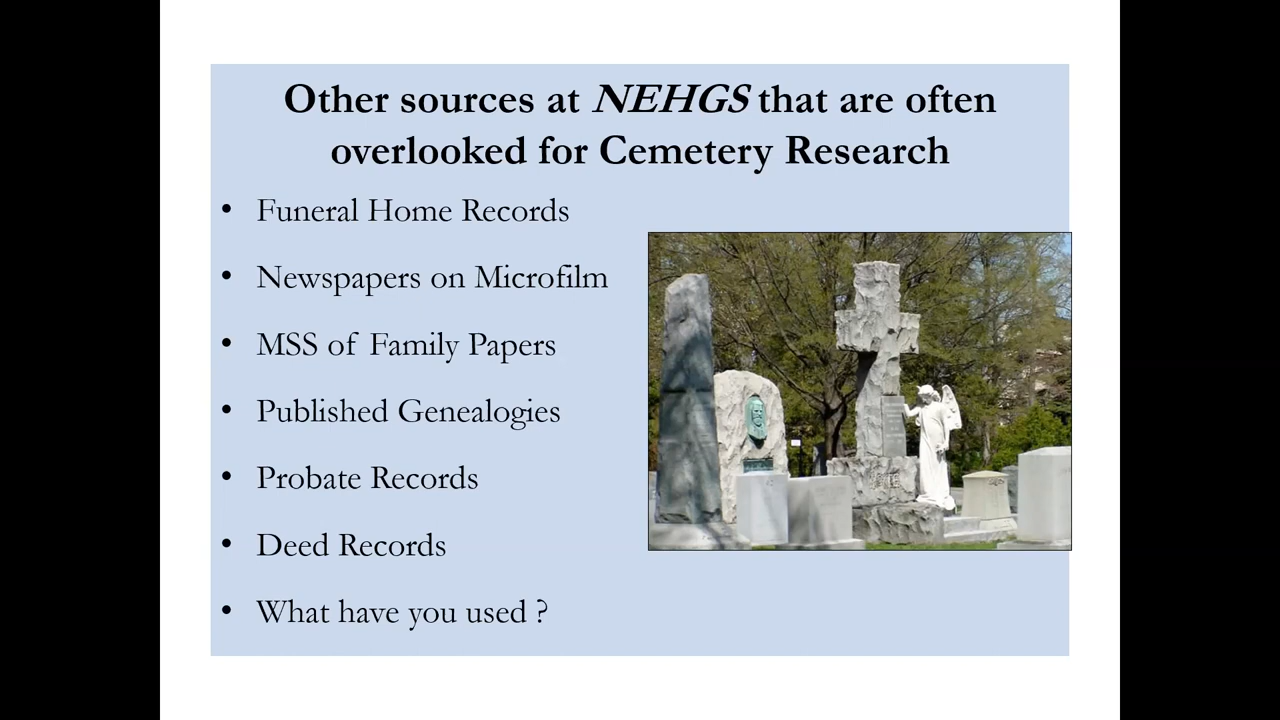 Other sources at NEHGS that are often
overlooked for Cemetery Research
• Funeral Home Records
• Newspapers on Microfilm
• MSS of Family Papers
• Published Genealogies
• Probate Records
• Deed Records
• What have you used ?